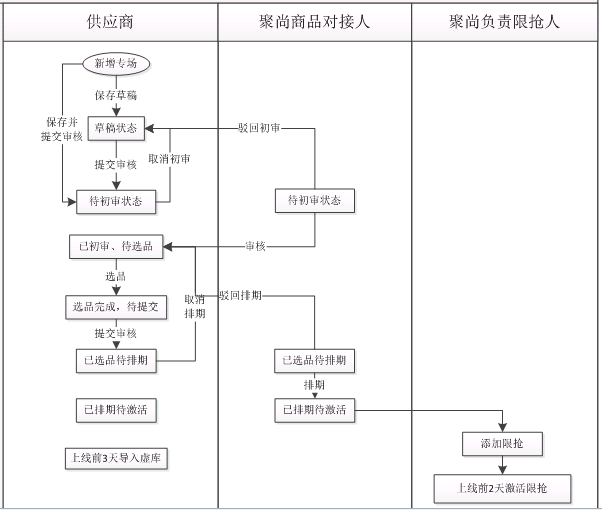 供应商
聚尚商品对接人
聚尚负责限抢人
新增专场
保存草稿
保存并
提交审核
草稿状态
驳回初审
提交审核
取消初审
待初审状态
待初审状态
已初审、待选品
审核
选品
选品完成，待提交
取消
排期
驳回排期
提交审核
已选品待排期
已选品待排期
排期
已排期待激活
已排期待激活
添加限抢
上线前3天导入虚库
上线前2天激活限抢